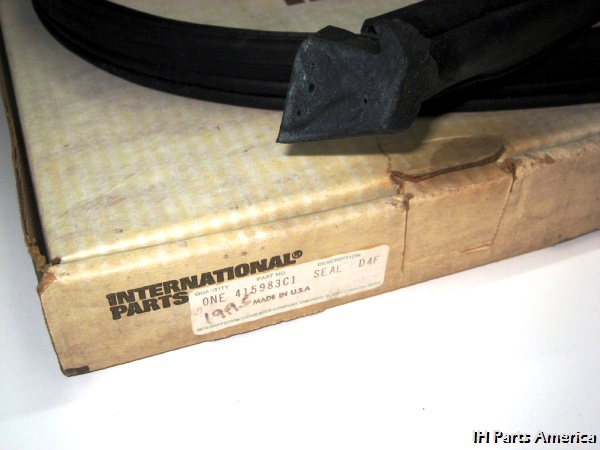 INTERNATIONAL®
PARTS
QUANTITY PART NO. DESCRIPTION
ONE 415983C1 SEAL D4F
MADE IN U.S.A
IH Parts America